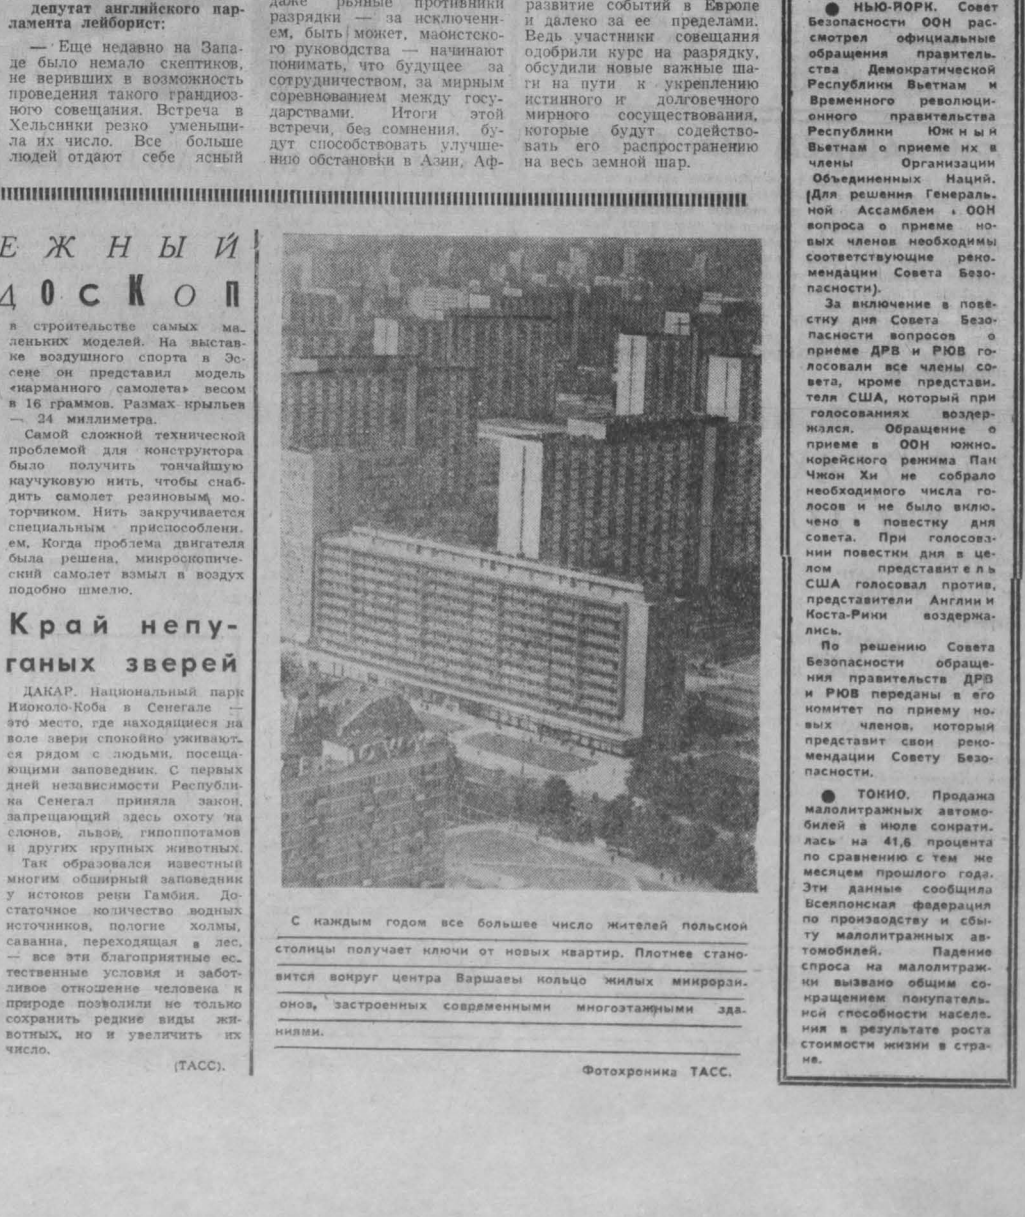 депутат английского пар-
ламента лейборист:
— Еще недавно на Запа-
де было немало скептиков,
не веривших в возможность
проведения такого грандиоз-
ного совещания. Встреча в
Хельсинки резко уменьши-
ла их число. Все больше
людей отдают себе ясный
даже рьяные противники
разрядки — за исключени-
ем, быть может, маоистско-
го руководства — начинают
понимать, что будущее за
сотрудничеством, за мирным
соревнованием между госу-
дарствами. Итоги этой
встречи, без сомнения, бу-
дут способствовать улучше-
нию обстановки в Азии, Аф-
развитие событий в Европе
и далеко за ее пределами.
Ведь участники совещания
одобрили курс на разрядку,
обсудили новые важные ша-
ги на пути к укреплению
истинного и долговечного
мирного сосуществования,
которые будут содейство-
вать его распространению
на весь земной шар.
ЕЖНЫЙ
ДОСКОП
в строительстве самых ма-
леньких моделей. На выстав-
ке воздушного спорта в Эс-
сене он представил модель
«карманного самолета» весом
в 16 граммов. Размах крыльев
— 24 миллиметра.
Самой сложной технической
проблемой для конструктора
было получить тончайшую
каучуковую нить, чтобы снаб-
дить самолет резиновым мо-
торчиком. Нить закручивается
специальным приспособлени-
ем. Когда проблема двигателя
была решена, микроскопиче-
ский самолет взмыл в воздух
подобно шмелю.
Край непу-
ганых зверей
ДАКАР. Национальный парк
Ниоколо-Коба в Сенегале —
это место, где находящиеся на
воле звери спокойно уживают-
ся рядом с людьми, посеща-
ющими заповедник. С первых
дней независимости Республи-
ка Сенегал приняла закон,
запрещающий здесь охоту на
слонов, львов, гипоппотамов
и других крупных животных.
Так образовался известный
многим обширный заповедник
у истоков реки Гамбия. До-
статочное количество водных
источников, пологие холмы,
саванна, переходящая в лес,
— все эти благоприятные ес-
тественные условия и забот-
ливое отношение человека к
природе позволили не только
сохранить редкие виды жи-
вотных, но и увеличить их
число.
(ТАСС).
С каждым годом все большее число жителей польской
столицы получает ключи от новых квартир. Плотнее стано-
вится вокруг центра Варшавы кольцо жилых микрорай-
онов, застроенных современными многоэтажными зда-
ниями.
Фотохроника ТАСС.
● НЬЮ-ЙОРК. Совет
Безопасности ООН рас-
смотрел официальные
обращения правитель-
ства Демократической
Республики Вьетнам и
Временного революци-
онного правительства
Республики Южный
Вьетнам о приеме их в
члены Организации
Объединенных Наций.
(Для решения Генераль-
ной Ассамблеи ООН
вопроса о приеме но-
вых членов необходимы
соответствующие реко-
мендации Совета Безо-
пасности).
За включение в пове-
стку дня Совета Безо-
пасности вопросов о
приеме ДРВ и РЮВ го-
лосовали все члены со-
вета, кроме представи-
теля США, который при
голосованиях воздер-
жался. Обращение о
приеме в ООН южно-
корейского режима Пак
Чжон Хи не собрало
необходимого числа го-
лосов и не было вклю-
чено в повестку дня
совета. При голосова-
нии повестки дня в це-
лом представитель
США голосовал против,
представители Англии и
Коста-Рики воздержа-
лись.
По решению Совета
Безопасности обраще-
ния правительств ДРВ
и РЮВ переданы в его
комитет по приему но-
вых членов, который
представит свои реко-
мендации Совету Безо-
пасности.
● ТОКИО. Продажа
малолитражных автомо-
билей в июле сократи-
лась на 41,6 процента
по сравнению с тем же
месяцем прошлого года.
Эти данные сообщила
Всеяпонская федерация
по производству и сбы-
ту малолитражных ав-
томобилей. Падение
спроса на малолитраж-
ки вызвано общим со-
кращением покупатель-
ной способности населе-
ния в результате роста
стоимости жизни в стра-
не.